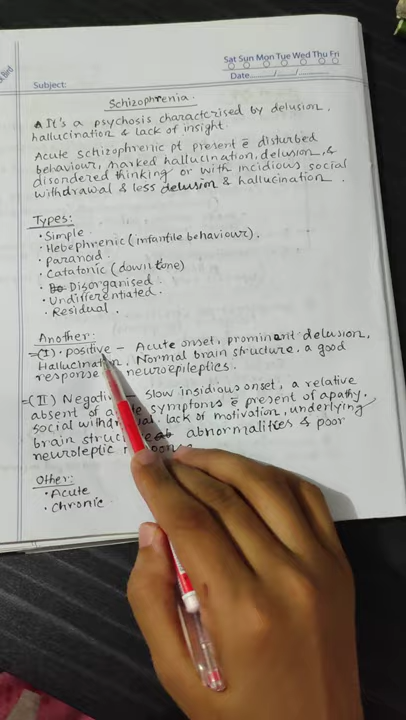 Sat Sun Mon Tue Wed Thu Fri
Subject:
Date / /
Schizophrenia.
It's a psychosis characterised by delusion,
hallucination & lack of insight.
Acute schizophrenic pt present c̄ disturbed
behaviour, marked hallucination, delusion, &
disordered thinking or with incidious social
withdrawal & less delusion & hallucination.
Types:
• Simple
• Hebephrenic (infantile behaviour).
• Paranoid
• Catatonic (down tone)
• Disorganised
• Undifferentiated
• Residual.
Another:
(I). Positive – Acute onset, prominent delusion,
Hallucination, Normal brain structure, a good
response neuroepileptics.
(II) Negative – slow insidious onset, a relative
absent of symptoms c̄ present of apathy,
social lack of motivation, underlying
brain abnormalities & poor
neuroleptic
Other:
• Acute
• Chronic.